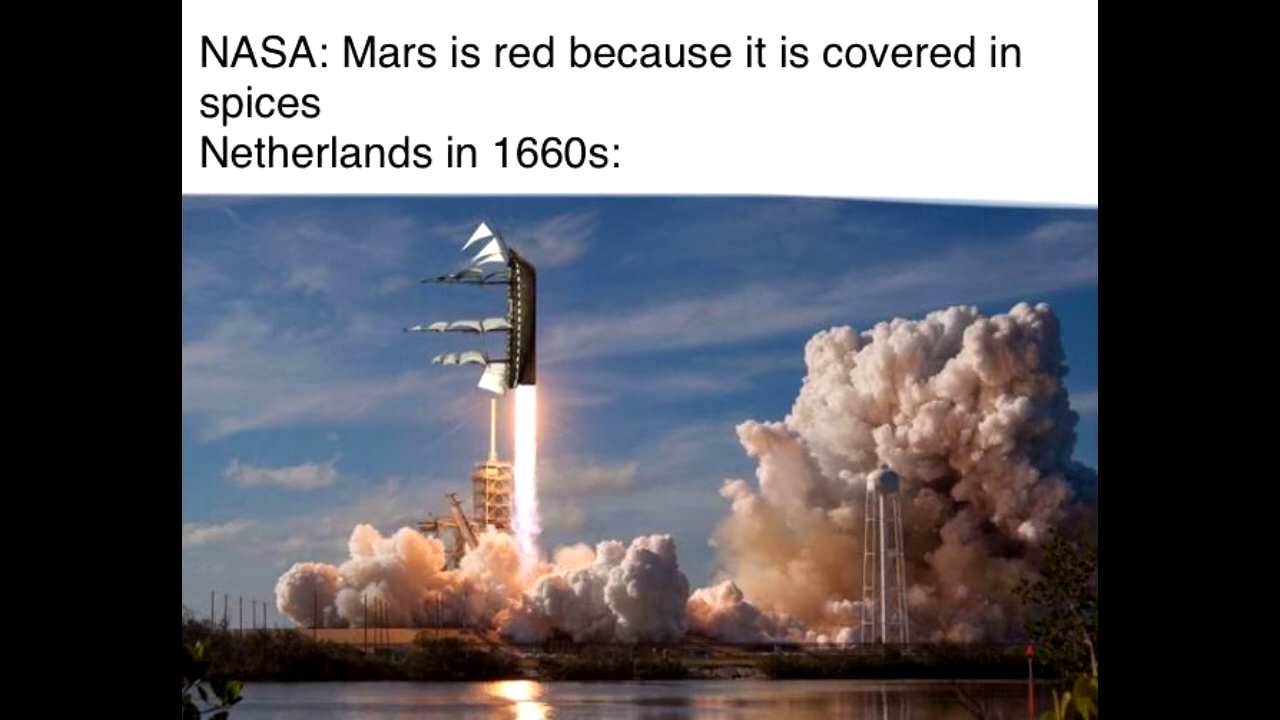 NASA: Mars is red because it is covered in
spices
Netherlands in 1660s: